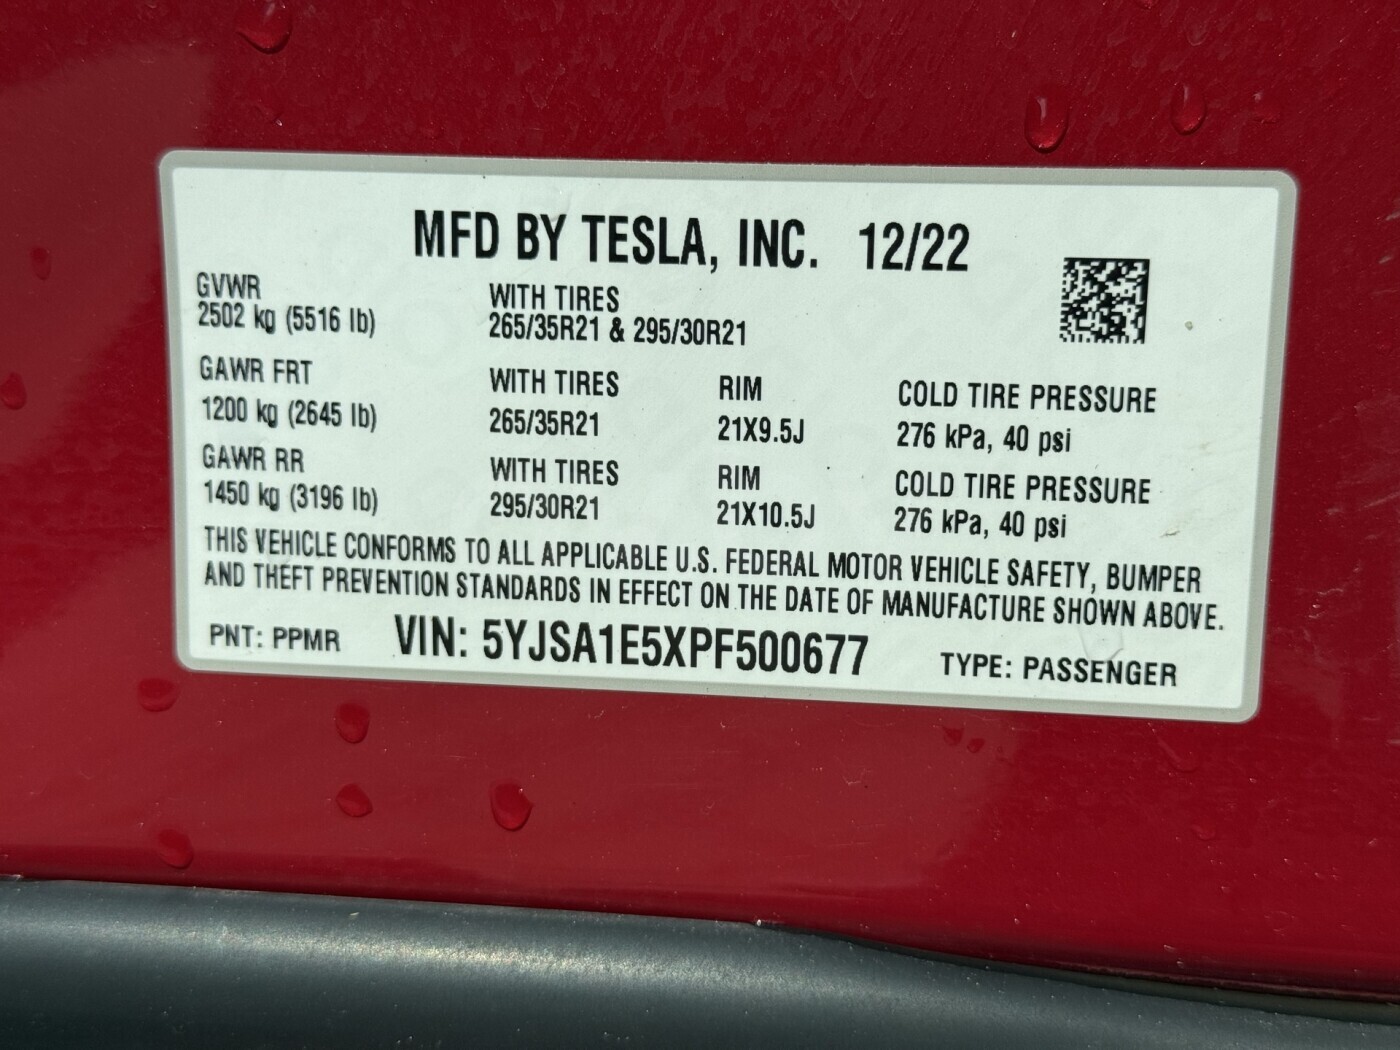 MFD BY TESLA, INC. 12/22
GVWR
2502 kg (5516 lb)
WITH TIRES
265/35R21 & 295/30R21
GAWR FRT
1200 kg (2645 lb)
WITH TIRES
265/35R21
RIM
21X9.5J
COLD TIRE PRESSURE
276 kPa, 40 psi
GAWR RR
1450 kg (3196 lb)
WITH TIRES
295/30R21
RIM
21X10.5J
COLD TIRE PRESSURE
276 kPa, 40 psi
THIS VEHICLE CONFORMS TO ALL APPLICABLE U.S. FEDERAL MOTOR VEHICLE SAFETY, BUMPER
AND THEFT PREVENTION STANDARDS IN EFFECT ON THE DATE OF MANUFACTURE SHOWN ABOVE.
PNT: PPMR VIN: 5YJSA1E5XPF500677 TYPE: PASSENGER